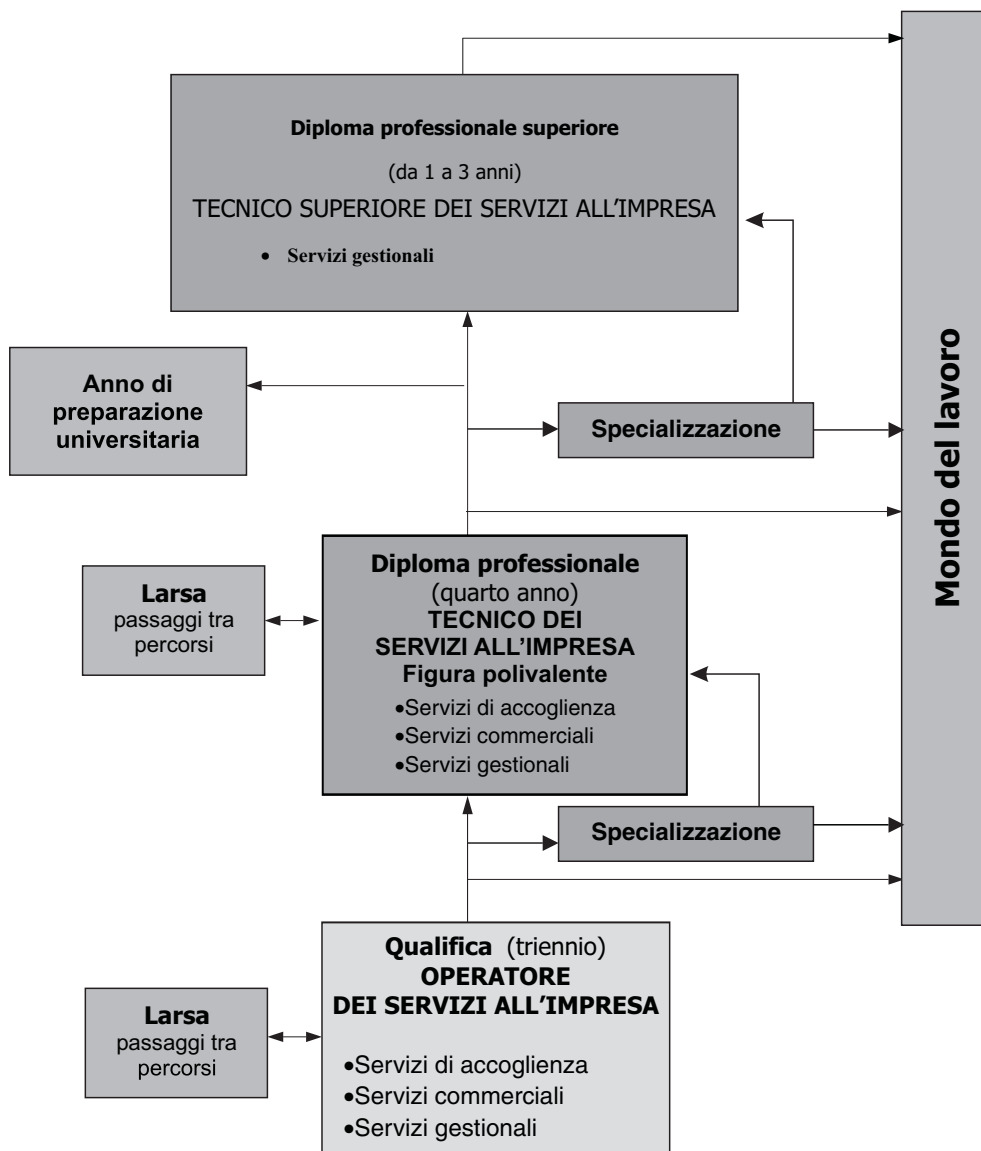 Diploma professionale superiore
(da 1 a 3 anni)
TECNICO SUPERIORE DEI SERVIZI ALL'IMPRESA
• Servizi gestionali
Anno di
preparazione
universitaria
Specializzazione
Mondo del lavoro
Diploma professionale
(quarto anno)
TECNICO DEI
SERVIZI ALL'IMPRESA
Figura polivalente
•Servizi di accoglienza
•Servizi commerciali
•Servizi gestionali
Larsa
passaggi tra
percorsi
Specializzazione
Qualifica (triennio)
OPERATORE
DEI SERVIZI ALL'IMPRESA
•Servizi di accoglienza
•Servizi commerciali
•Servizi gestionali
Larsa
passaggi tra
percorsi